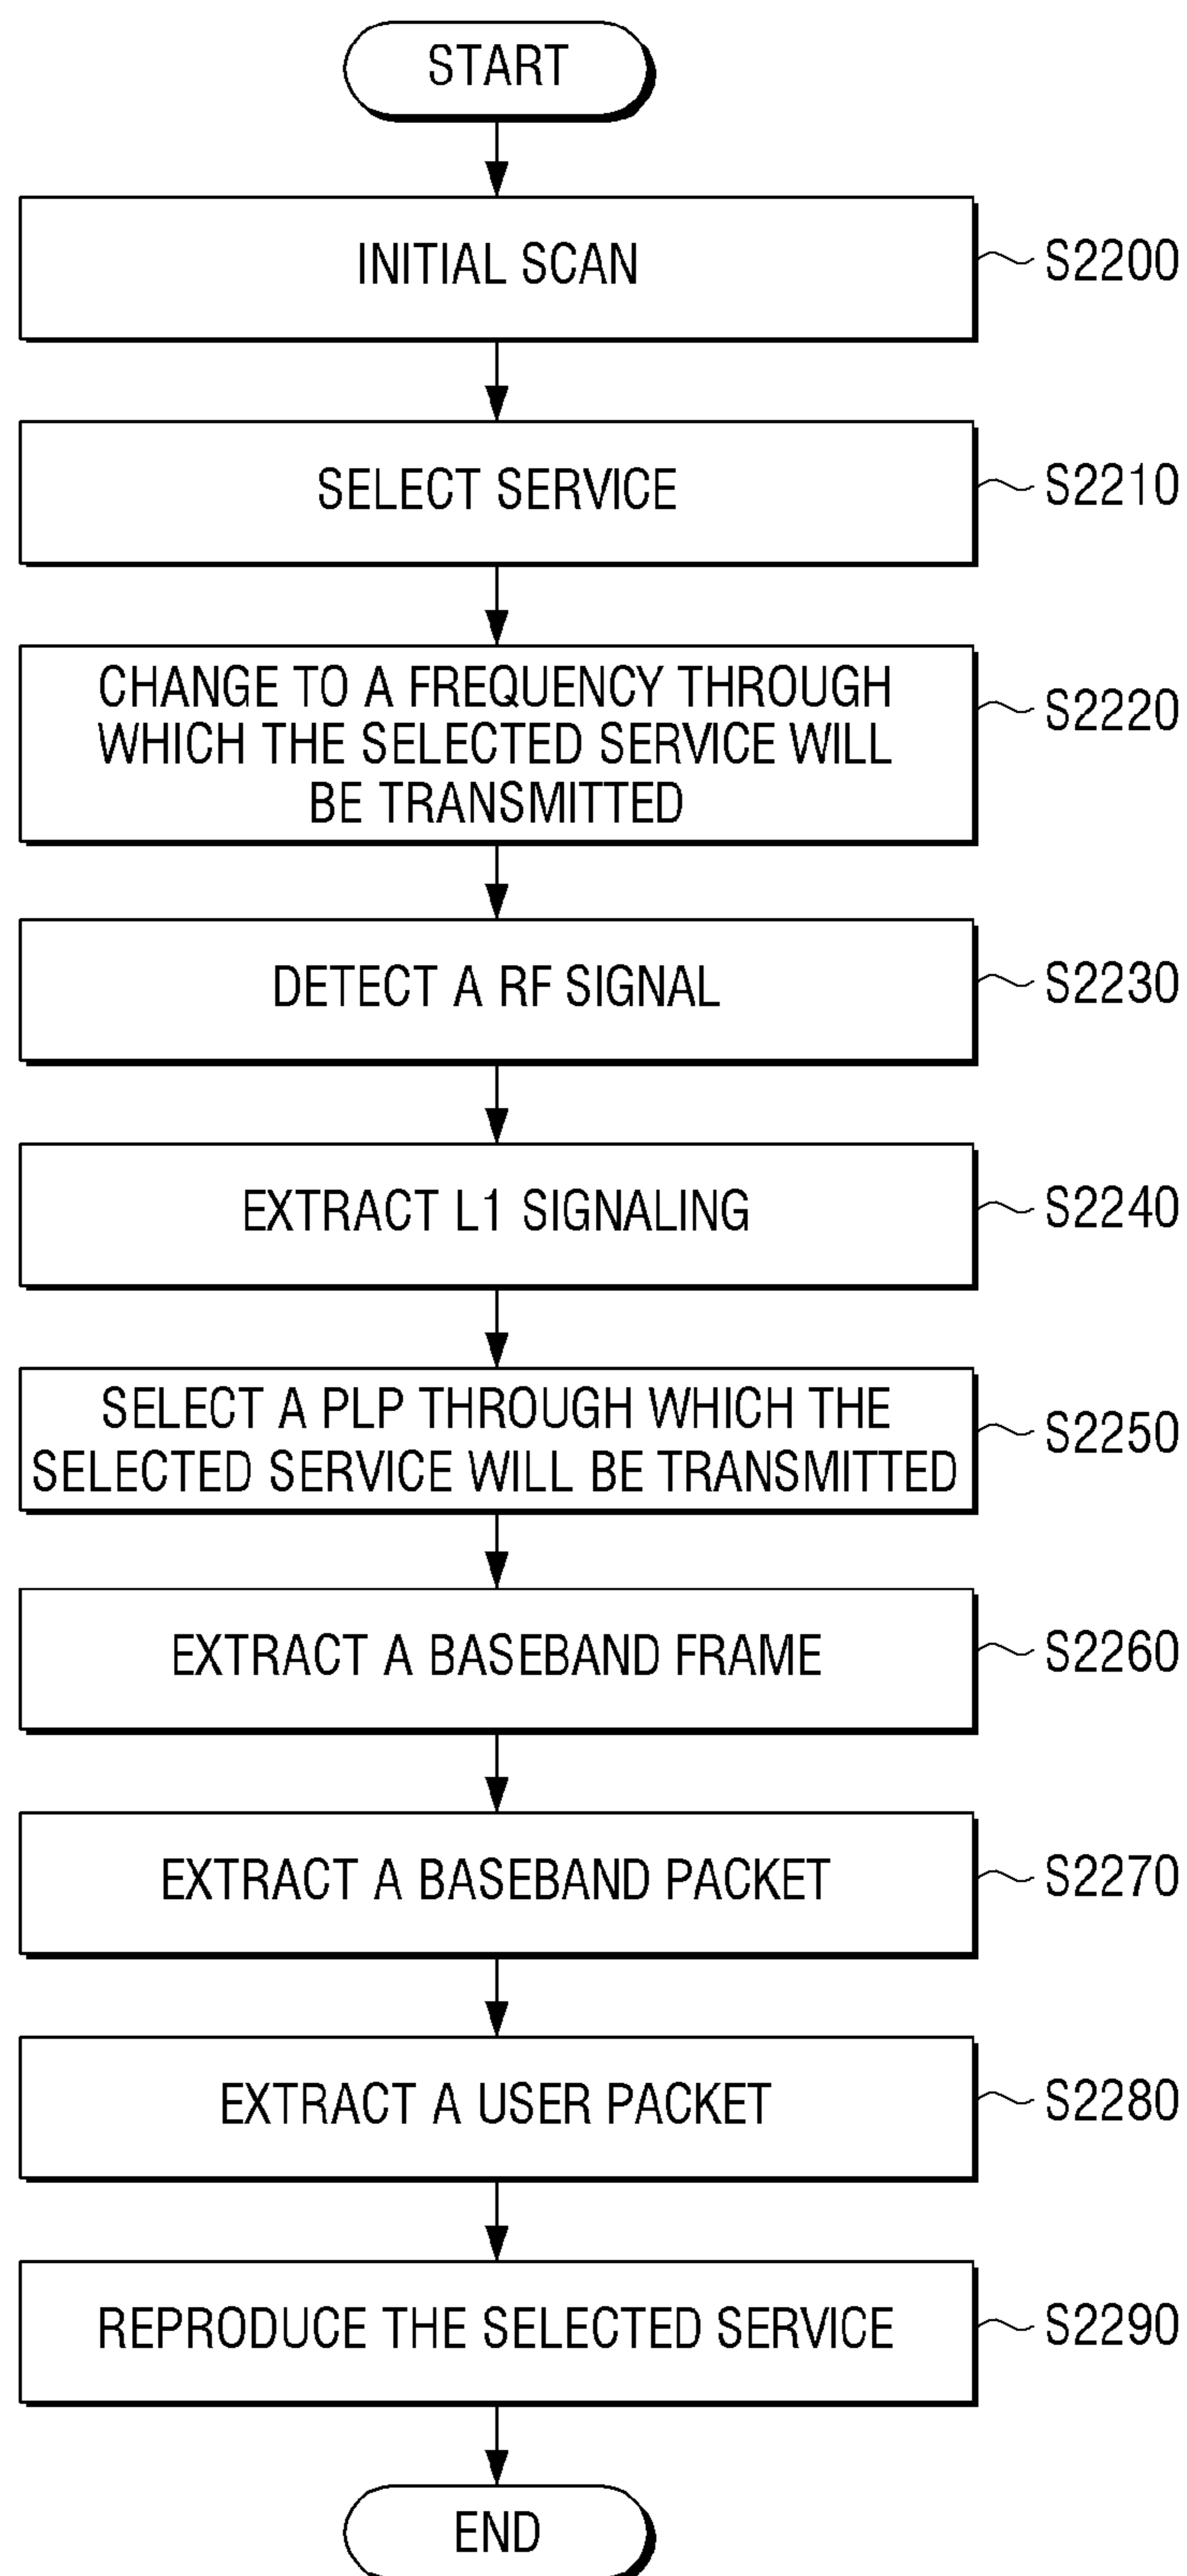 START
INITIAL SCAN
S2200
SELECT SERVICE
S2210
CHANGE TO A FREQUENCY THROUGH
WHICH THE SELECTED SERVICE WILL
BE TRANSMITTED
S2220
DETECT A RF SIGNAL
S2230
EXTRACT L1 SIGNALING
S2240
SELECT A PLP THROUGH WHICH THE
SELECTED SERVICE WILL BE TRANSMITTED
S2250
EXTRACT A BASEBAND FRAME
S2260
EXTRACT A BASEBAND PACKET
S2270
EXTRACT A USER PACKET
S2280
REPRODUCE THE SELECTED SERVICE
S2290
END